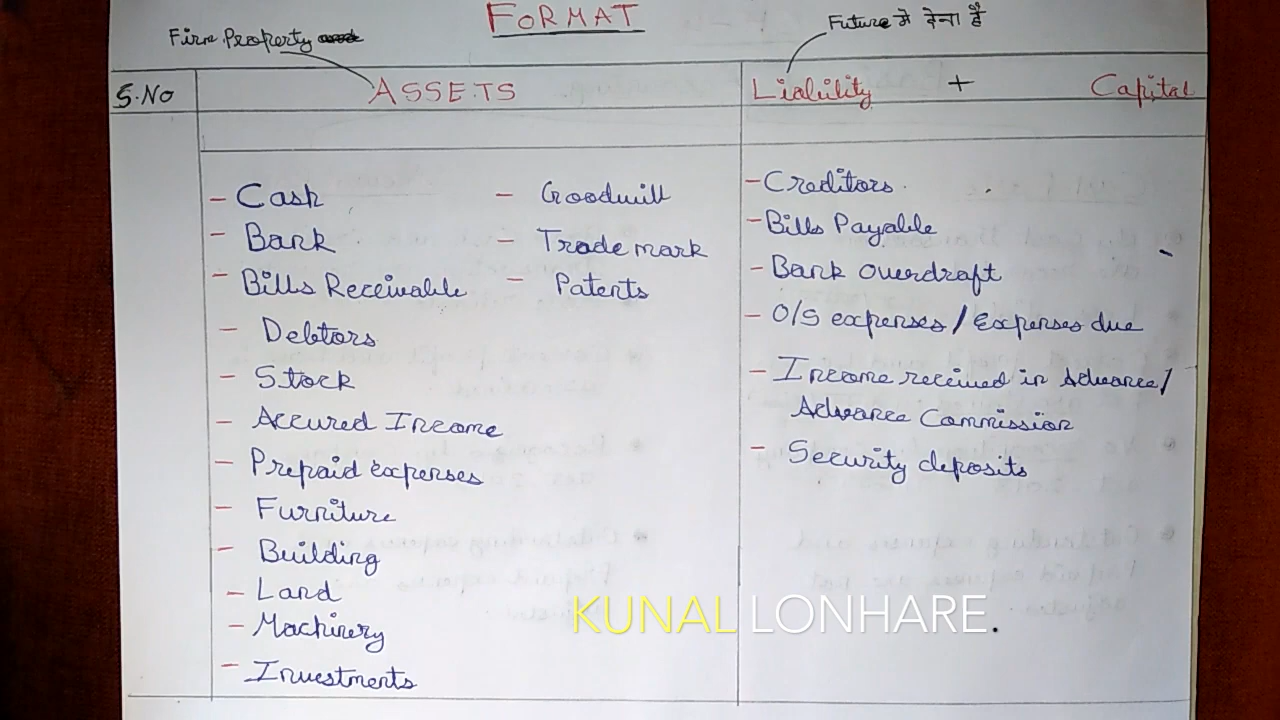 FORMAT
Firm Property
Future मे देना है
S.No
ASSETS
Liability + Capital
- Cash
- Bank
- Bills Receivable
- Debtors
- Stock
- Accured Income
- Prepaid expenses
- Furniture
- Building
- Land
- Machinery
- Investments
- Goodwill
- Trade mark
- Patents
- Creditors
- Bills Payable
- Bank overdraft
- O/S expenses / Expenses due
- Income received in Advance /
Advance Commission
- Security deposits
KUNAL LONHARE.